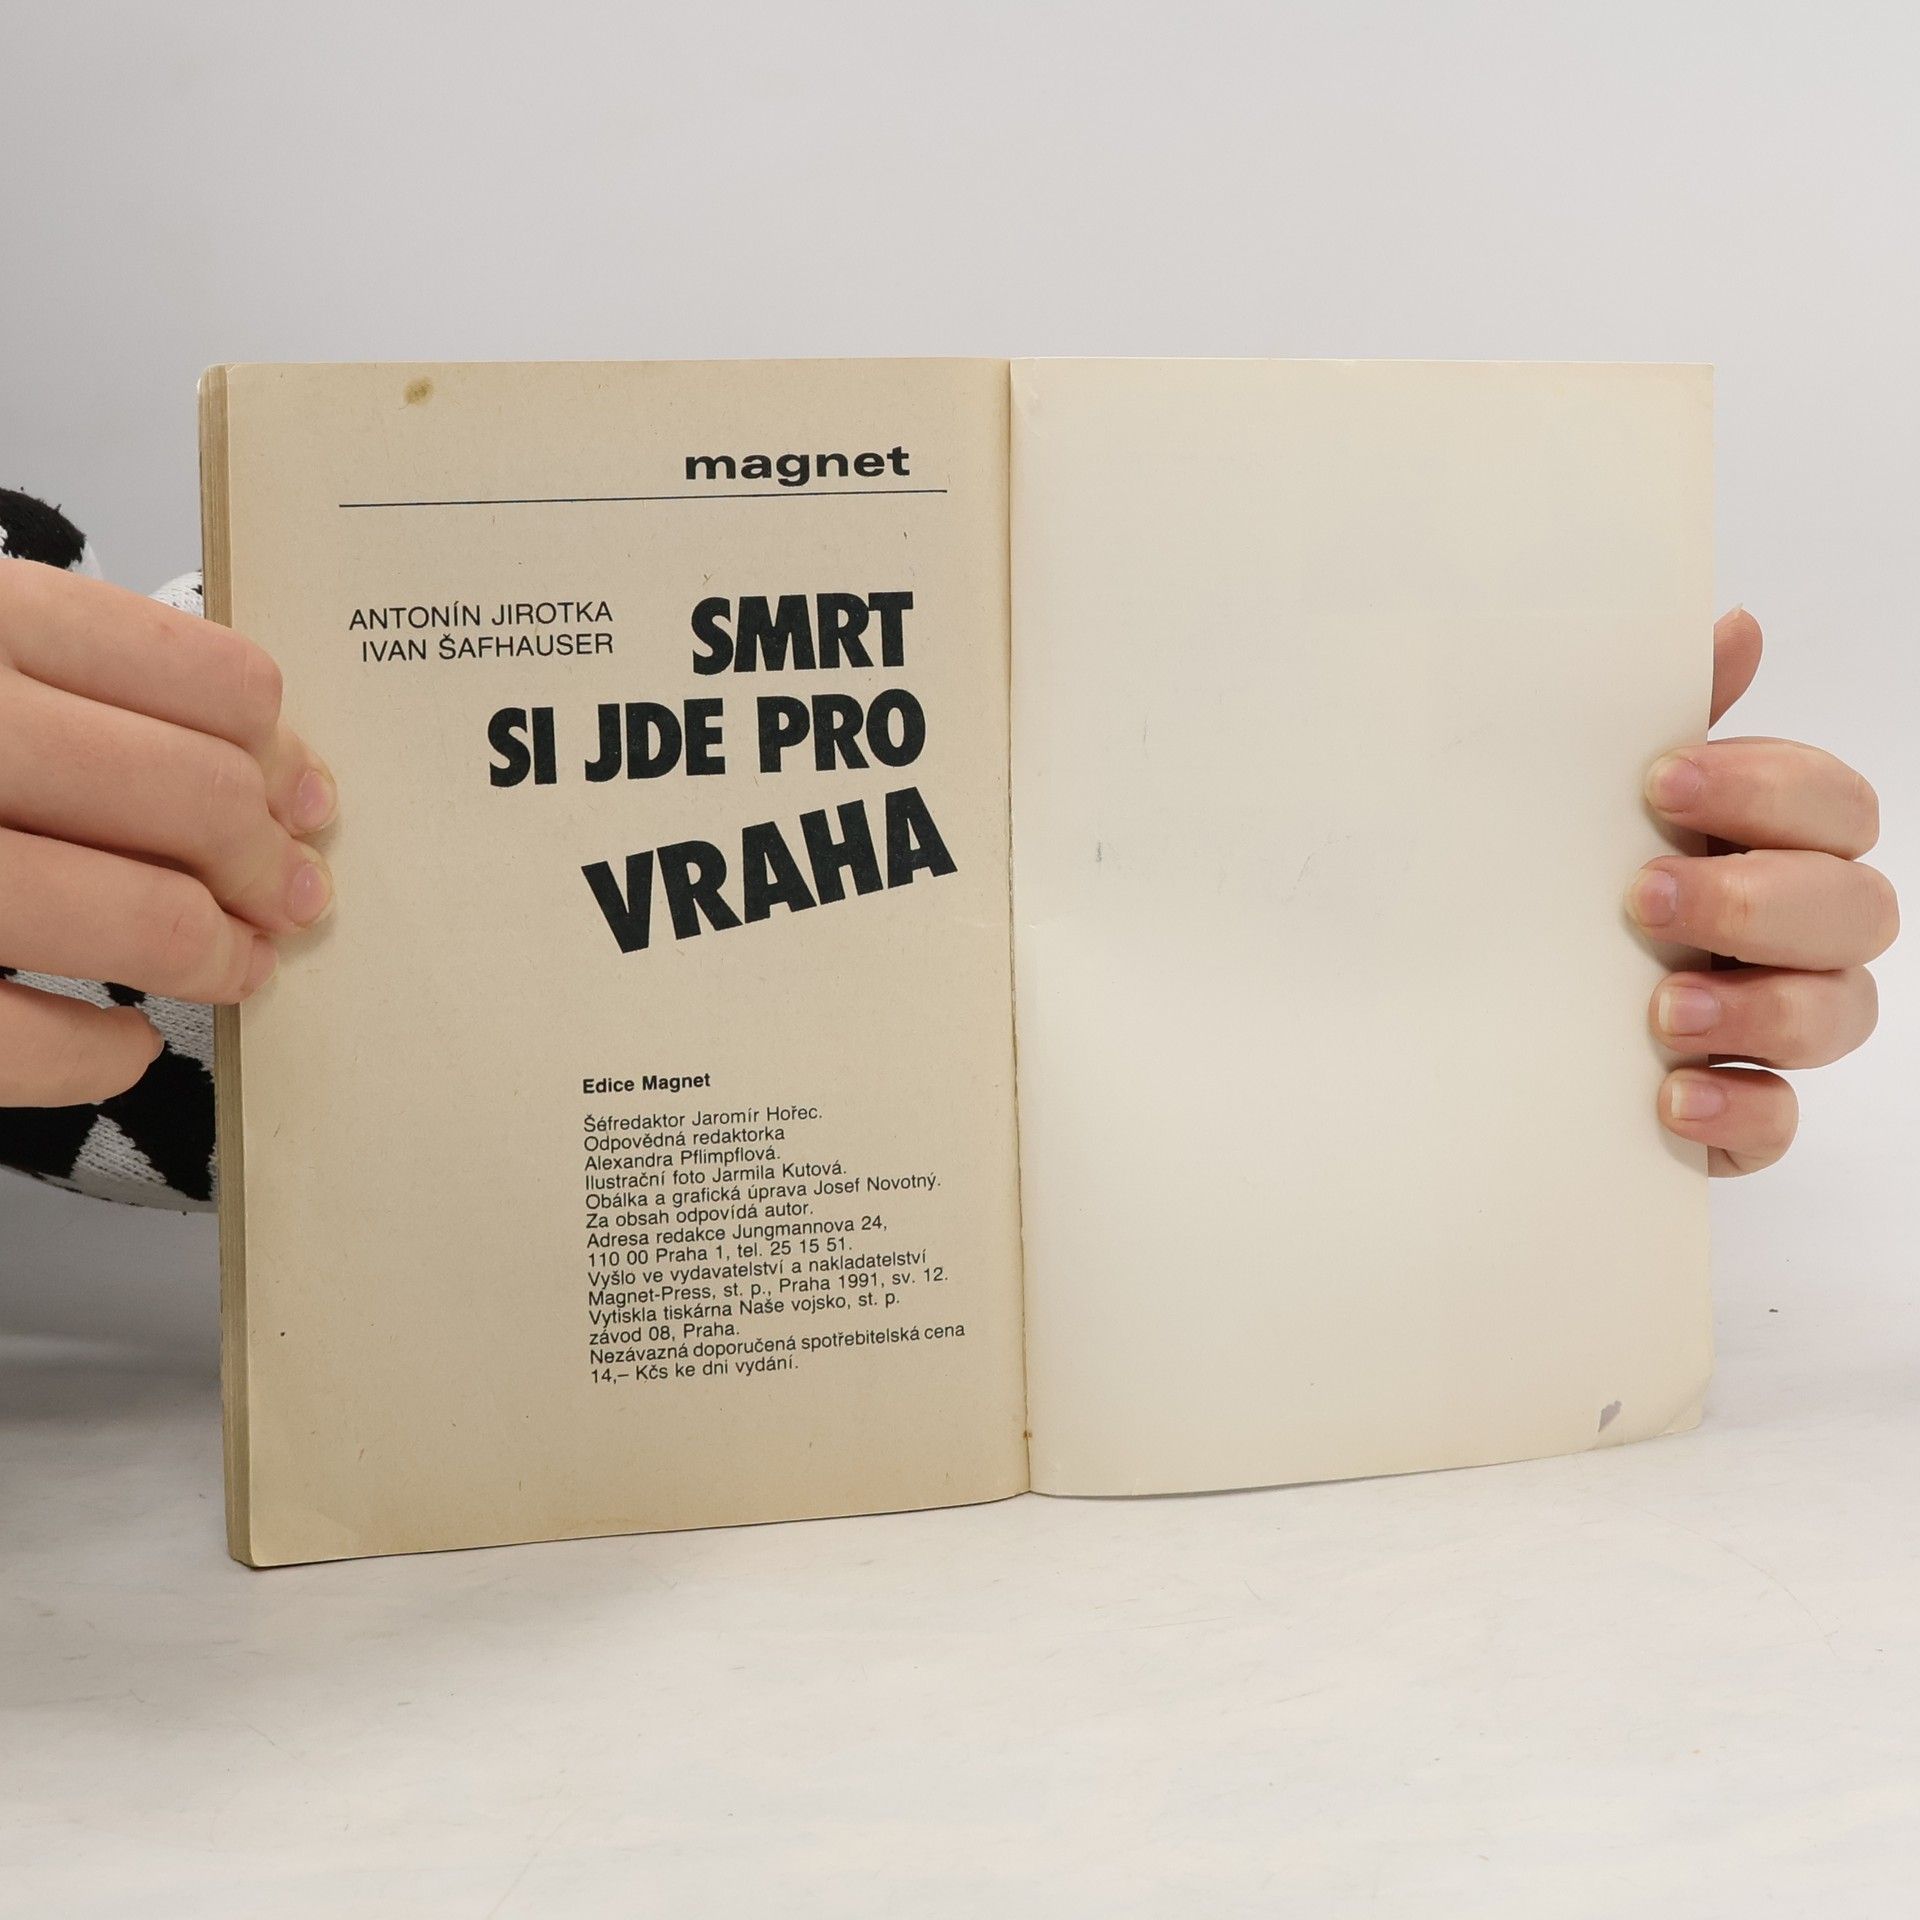 magnet
ANTONÍN JIROTKA
IVAN ŠAFHAUSER
SMRT
SI JDE PRO
VRAHA
Edice Magnet
Šéfredaktor Jaromír Hořec.
Odpovědná redaktorka
Alexandra Pflimpflová.
Ilustrační foto Jarmila Kutová.
Obálka a grafická úprava Josef Novotný.
Za obsah odpovídá autor.
Adresa redakce Jungmannova 24,
110 00 Praha 1, tel. 25 15 51.
Vyšlo ve vydavatelství a nakladatelství
Magnet-Press, st. p., Praha 1991, sv. 12.
Vytiskla tiskárna Naše vojsko, st. p.
závod 08, Praha.
Nezávazná doporučená spotřebitelská cena
14,– Kčs ke dni vydání.